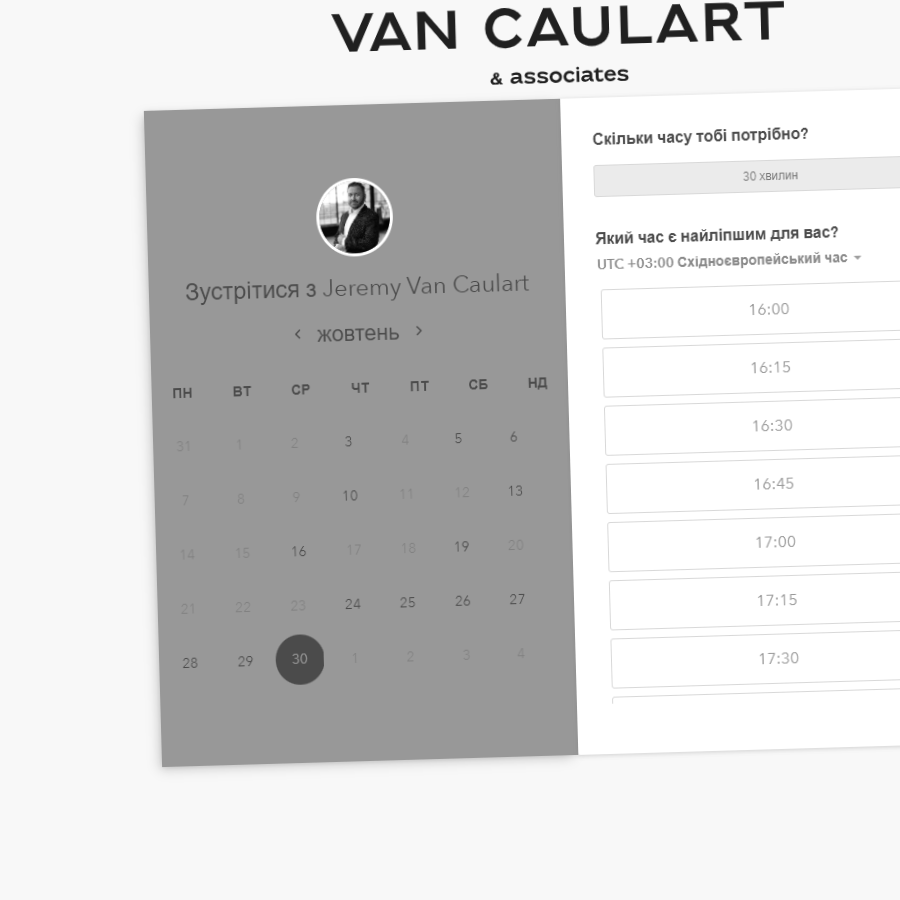 VAN CAULART
& associates
Зустрітися з Jeremy Van Caulart
жовтень
ПН ВТ СР ЧТ ПТ СБ НД
31 1 2 3 4 5 6
7 8 9 10 11 12 13
14 15 16 17 18 19 20
21 22 23 24 25 26 27
28 29 30 1 2 3 4
Скільки часу тобі потрібно?
30 хвилин
Який час є найліпшим для вас?
UTC +03:00 Східноєвропейський час
16:00
16:15
16:30
16:45
17:00
17:15
17:30